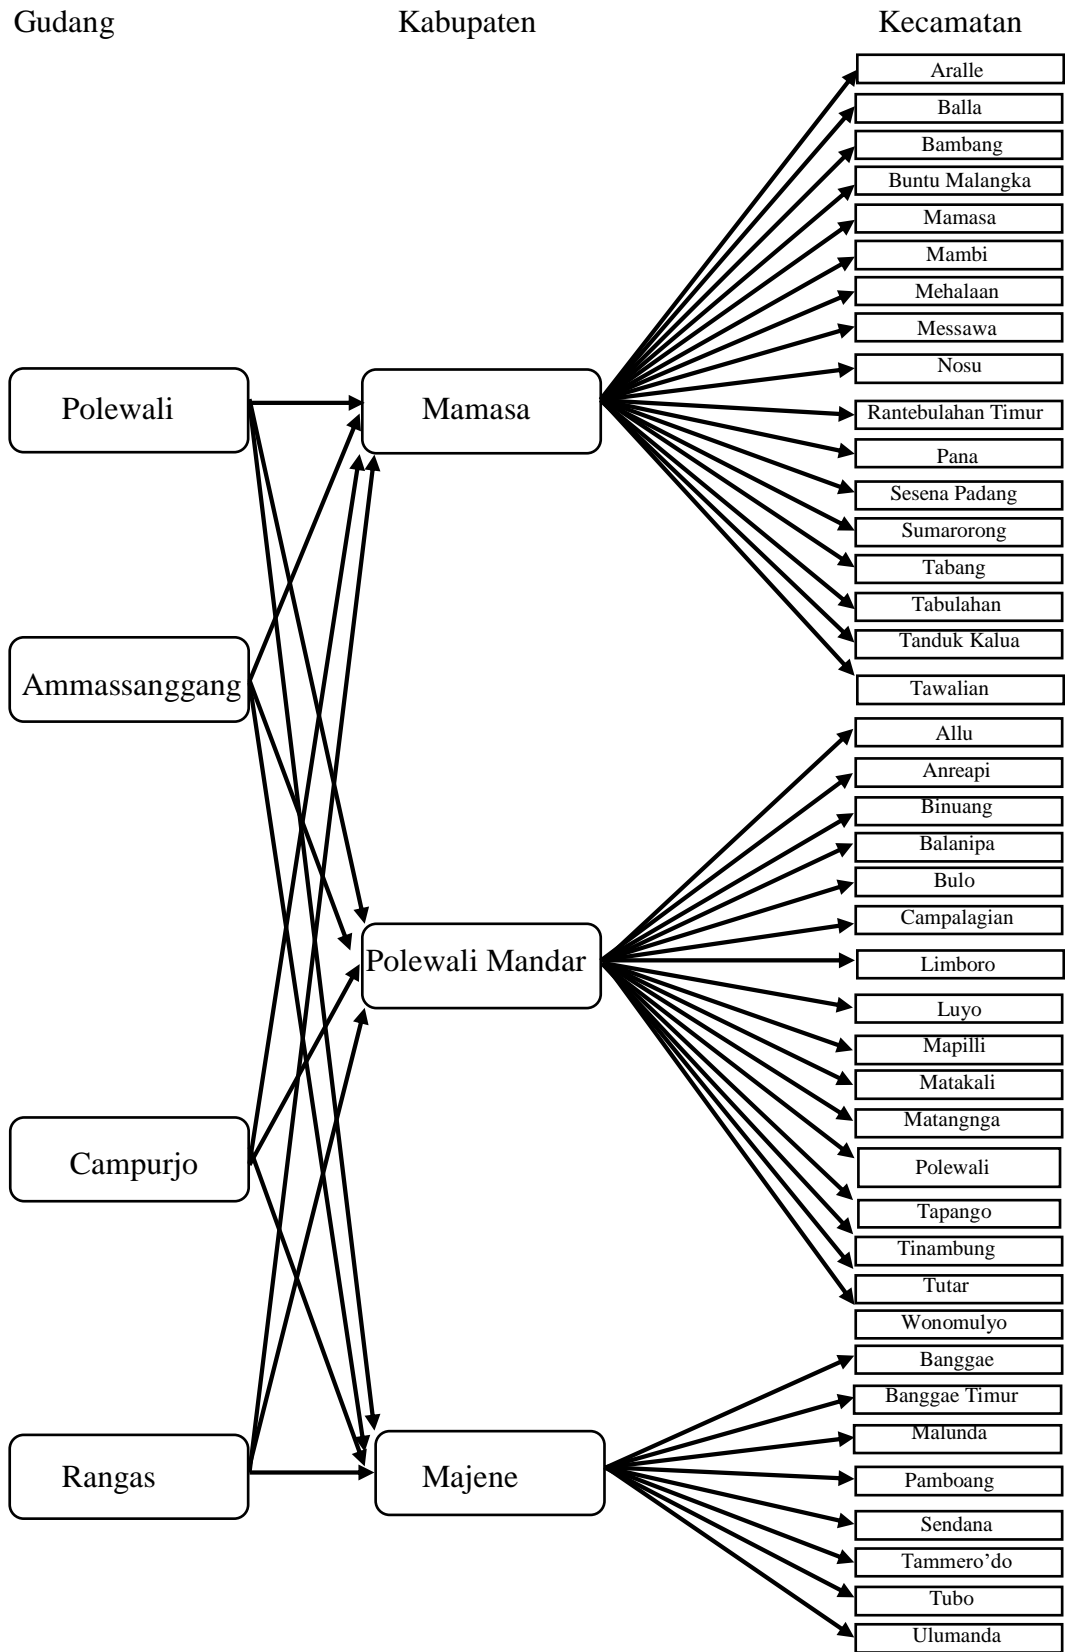 Gudang
Kabupaten
Kecamatan
Polewali
Ammassanggang
Campurjo
Rangas
Mamasa
Polewali Mandar
Majene
Aralle
Balla
Bambang
Buntu Malangka
Mamasa
Mambi
Mehalaan
Messawa
Nosu
Rantebulahan Timur
Pana
Sesena Padang
Sumarorong
Tabang
Tabulahan
Tanduk Kalua
Tawalian
Allu
Anreapi
Binuang
Balanipa
Bulo
Campalagian
Limboro
Luyo
Mapilli
Matakali
Matangnga
Polewali
Tapango
Tinambung
Tutar
Wonomulyo
Banggae
Banggae Timur
Malunda
Pamboang
Sendana
Tammero’do
Tubo
Ulumanda